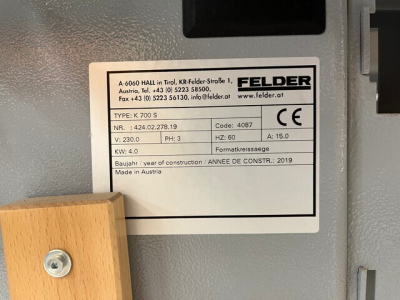 A-6060 HALL in Tirol, KR-Felder-Straße 1,
Austria, Tel. +43 (0) 5223 58500,
Fax +43 (0) 5223 56130, info@felder.at
FELDER
www.felder.at
TYPE: K 700 S
NR. : 424.02.278.19 Code: 4087
V: 230.0 PH: 3 HZ: 60 A: 15.0
KW: 4.0 Formatkreissaege
Baujahr / year of construction / ANNEE DE CONSTR.: 2019
Made in Austria
CE